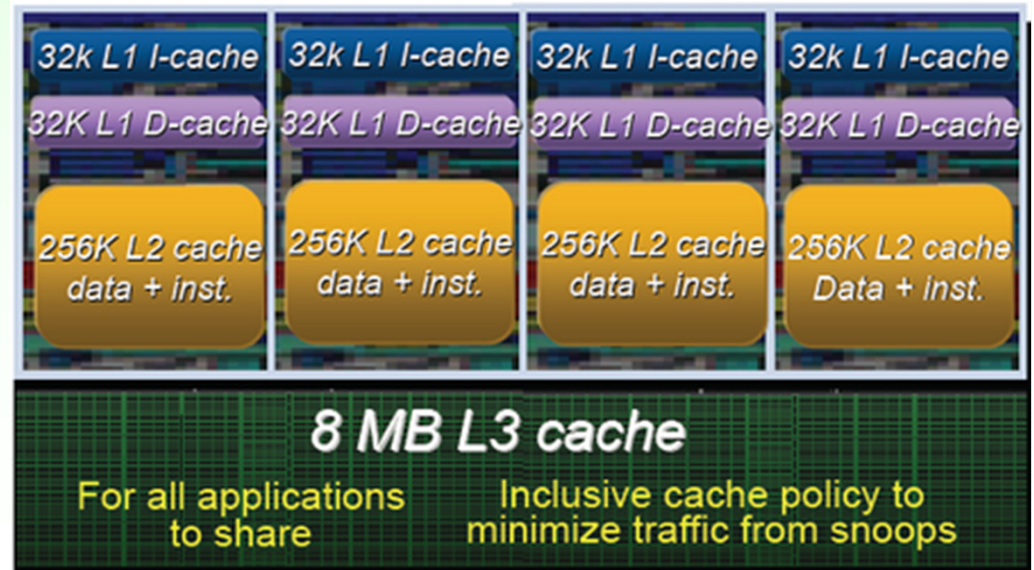 32k L1 I-cache
32K L1 D-cache
256K L2 cache
data + inst.
32k L1 I-cache
32K L1 D-cache
256K L2 cache
data + inst.
32k L1 I-cache
32K L1 D-cache
256K L2 cache
data + inst.
32k L1 I-cache
32K L1 D-cache
256K L2 cache
Data + inst.
8 MB L3 cache
For all applications
to share
Inclusive cache policy to
minimize traffic from snoops